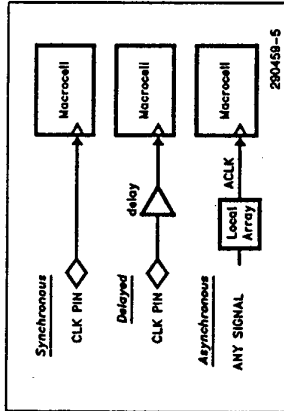 Synchronous
CLK PIN
Macrocell
Delayed
CLK PIN
delay
Macrocell
Asynchronous
ANY SIGNAL
Local
Array
ACLK
Macrocell
290459-5